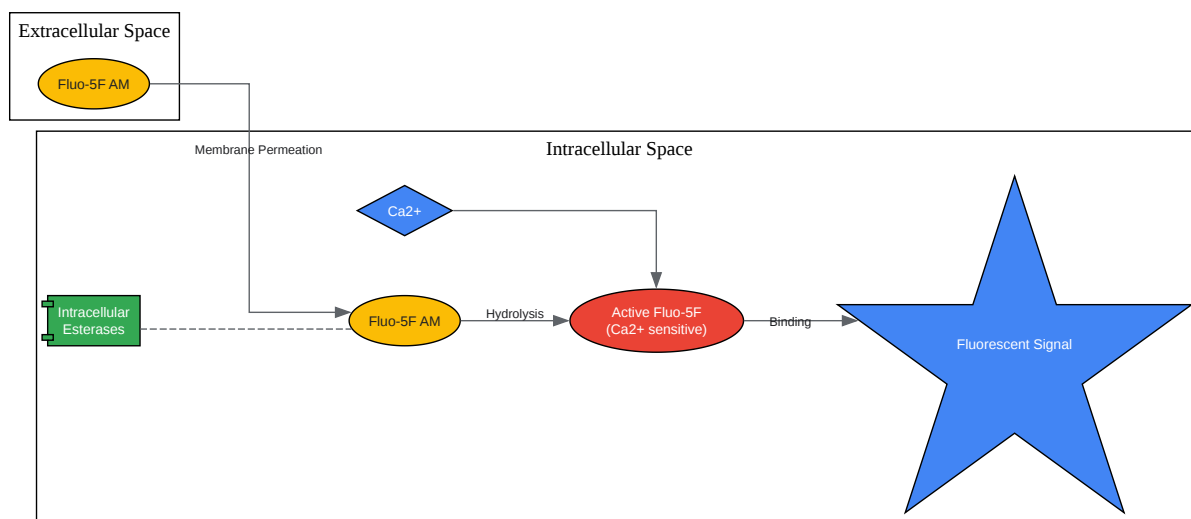 Extracellular Space
Fluo-5F AM
Membrane Permeation
Intracellular Space
Ca2+
Intracellular
Esterases
Fluo-5F AM
Hydrolysis
Active Fluo-5F
(Ca2+ sensitive)
Binding
Fluorescent Signal